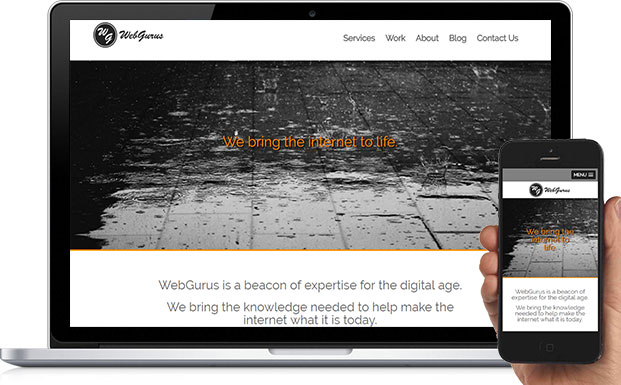 WG WebGurus
Services Work About Blog Contact Us
We bring the internet to life.
WebGurus is a beacon of expertise for the digital age.
We bring the knowledge needed to help make the
internet what it is today.
MENU
WG WebGurus
We bring the
internet to
life.
WebGurus is a beacon of
expertise for the digital age.
We bring the knowledge
needed to help make the
internet what it is today.